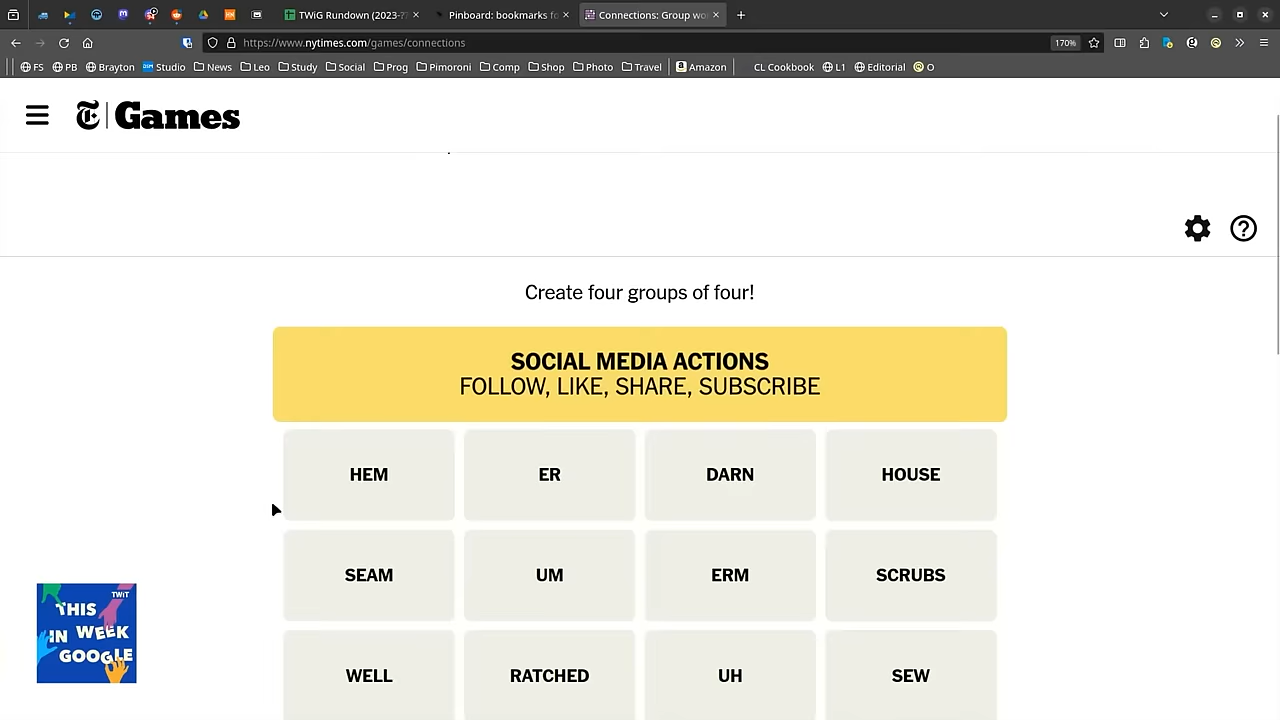 TWiG Rundown (2023-??
Pinboard: bookmarks fo
Connections: Group wo
https://www.nytimes.com/games/connections
170%
FS
PB
Brayton
Studio
News
Leo
Study
Social
Prog
Pimoroni
Comp
Shop
Photo
Travel
Amazon
CL Cookbook
L1
Editorial
O
Games
Create four groups of four!
SOCIAL MEDIA ACTIONS
FOLLOW, LIKE, SHARE, SUBSCRIBE
HEM
ER
DARN
HOUSE
SEAM
UM
ERM
SCRUBS
WELL
RATCHED
UH
SEW
TWiT
THIS
IN WEEK
GOOGLE